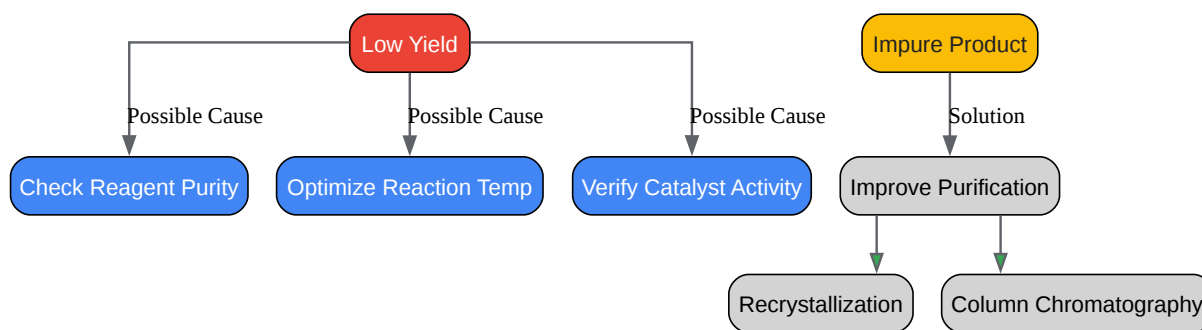 Low Yield
Impure Product
Possible Cause
Possible Cause
Possible Cause
Solution
Check Reagent Purity
Optimize Reaction Temp
Verify Catalyst Activity
Improve Purification
Recrystallization
Column Chromatography